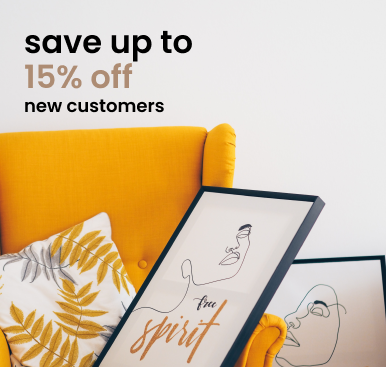 save up to
15% off
new customers
free
spirit